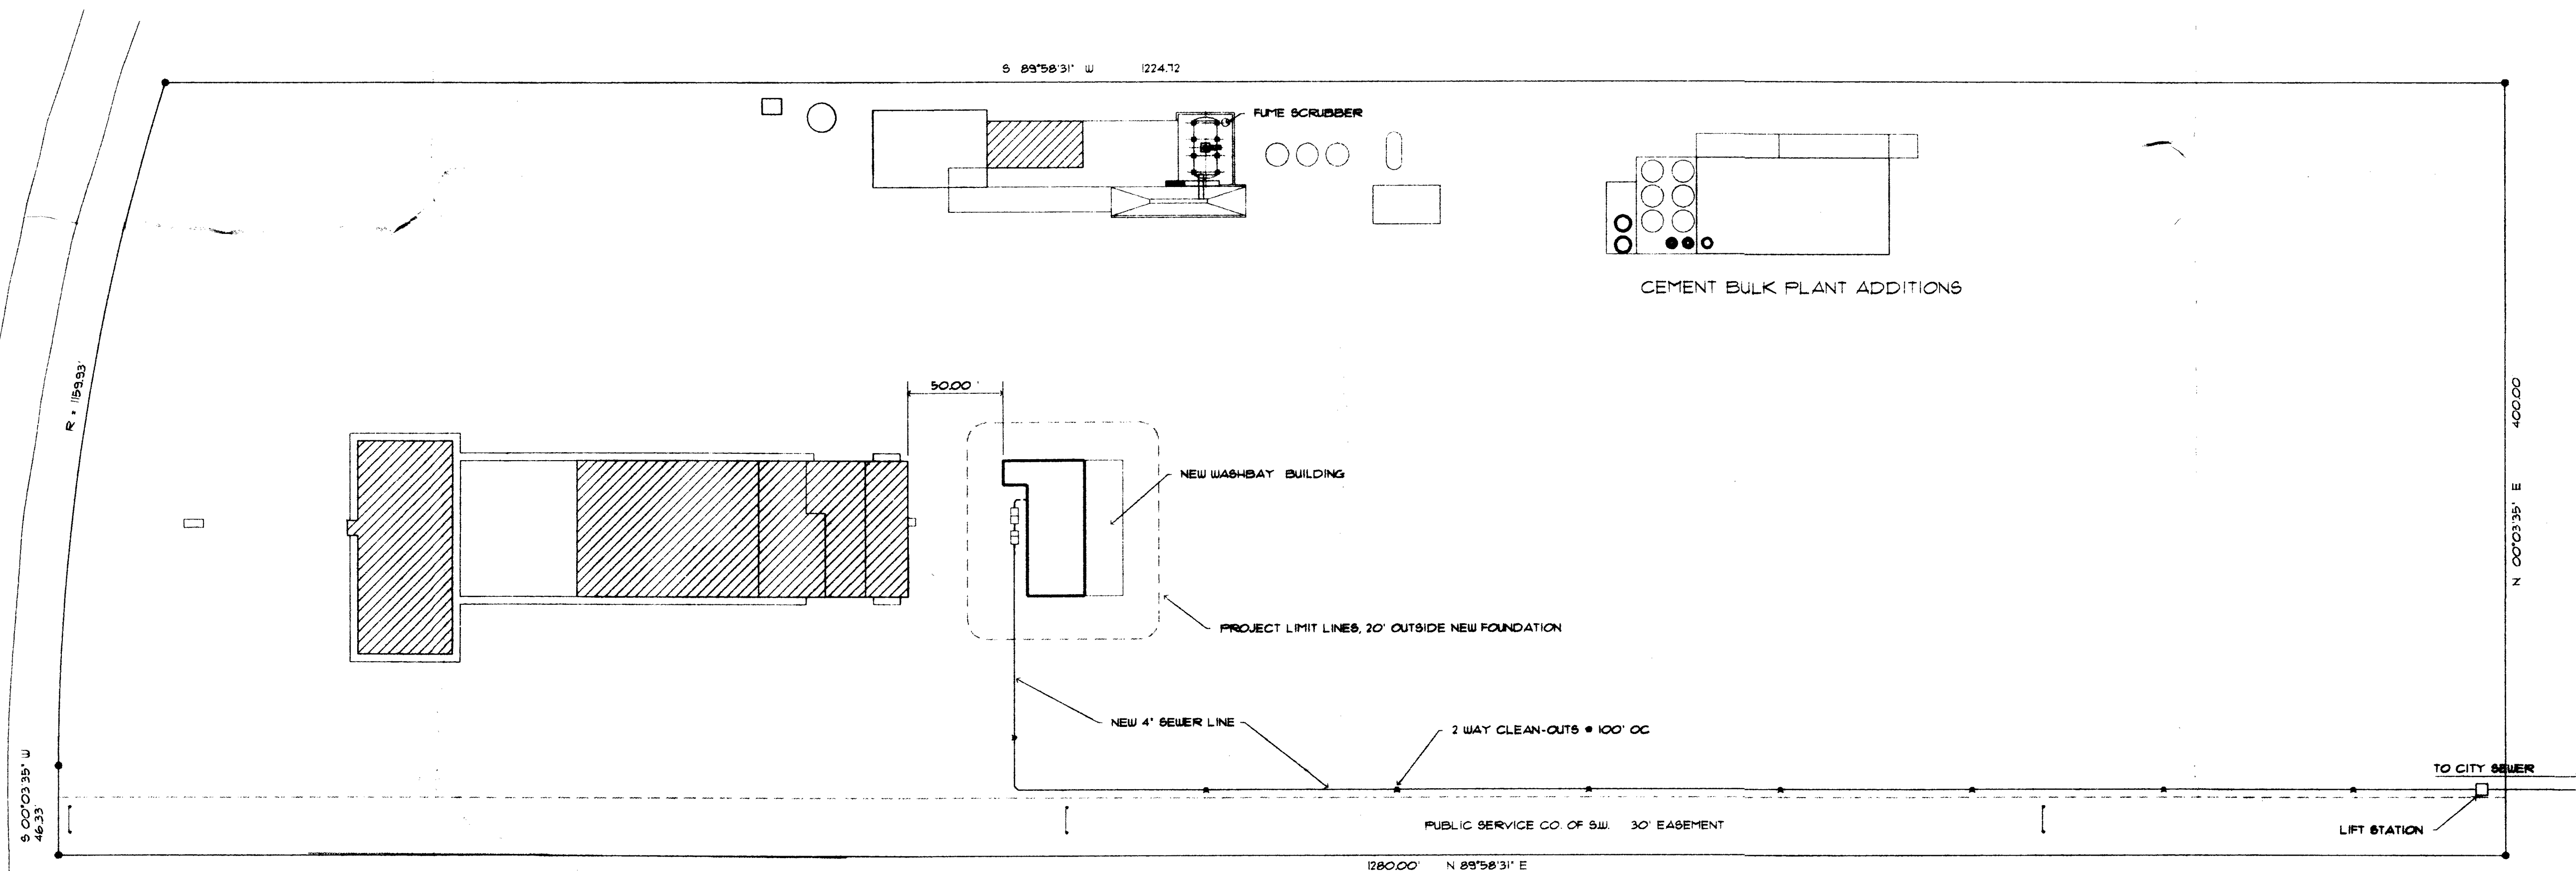 S 89°58'31" W 1224.72
FUME SCRUBBER
CEMENT BULK PLANT ADDITIONS
R = 1159.93'
50.00 '
N 00°03'35" E 400.00
NEW WASHBAY BUILDING
PROJECT LIMIT LINES, 20' OUTSIDE NEW FOUNDATION
NEW 4" SEWER LINE
2 WAY CLEAN-OUTS @ 100' OC
TO CITY SEWER
S 00°03'35" W
46.33'
PUBLIC SERVICE CO. OF S.W. 30' EASEMENT
LIFT STATION
1280.00' N 89°58'31" E